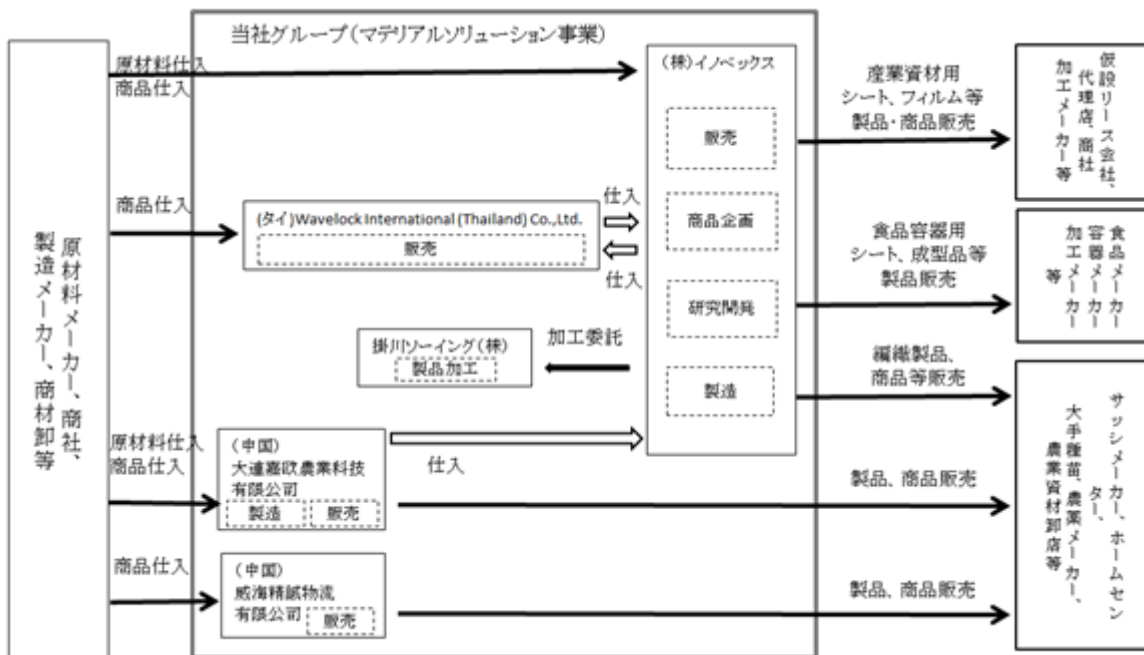 当社グループ(マテリアルソリューション事業)
原材料メーカー、商社、
製造メーカー、商材卸等
原材料仕入
商品仕入
商品仕入
原材料仕入
商品仕入
商品仕入
(株)イノベックス
販売
商品企画
研究開発
製造
(タイ)Wavelock International (Thailand) Co.,Ltd.
販売
仕入
仕入
掛川ソーイング(株)
製品加工
加工委託
(中国)
大連嘉欧農業科技
有限公司
製造
販売
仕入
(中国)
威海精誠物流
有限公司
販売
産業資材用
シート、フィルム等
製品・商品販売
食品容器用
シート、成型品等
製品販売
編織製品、
商品等販売
製品、商品販売
製品、商品販売
仮設リース会社、
代理店、商社
加工メーカー等
食品メーカー
容器メーカー
加工メーカー
等
サッシメーカー、ホームセン
ター、
大手種苗、農薬メーカー、
農業資材卸店等